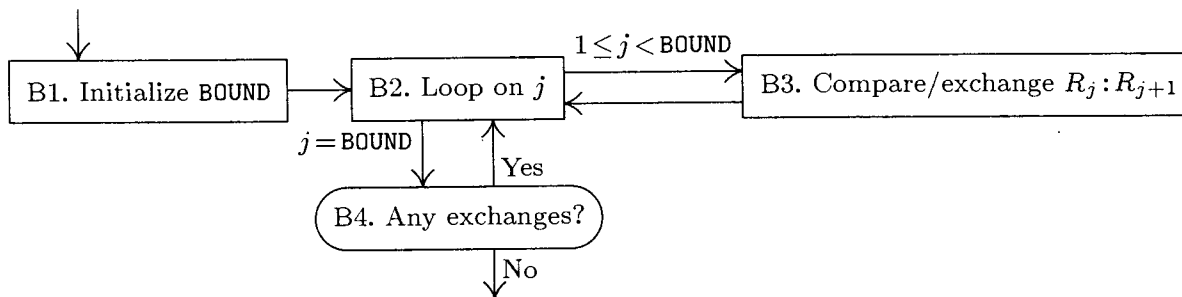 1 ≤ j < BOUND
B1. Initialize BOUND
B2. Loop on j
B3. Compare/exchange R_j : R_{j+1}
j = BOUND
Yes
B4. Any exchanges?
No